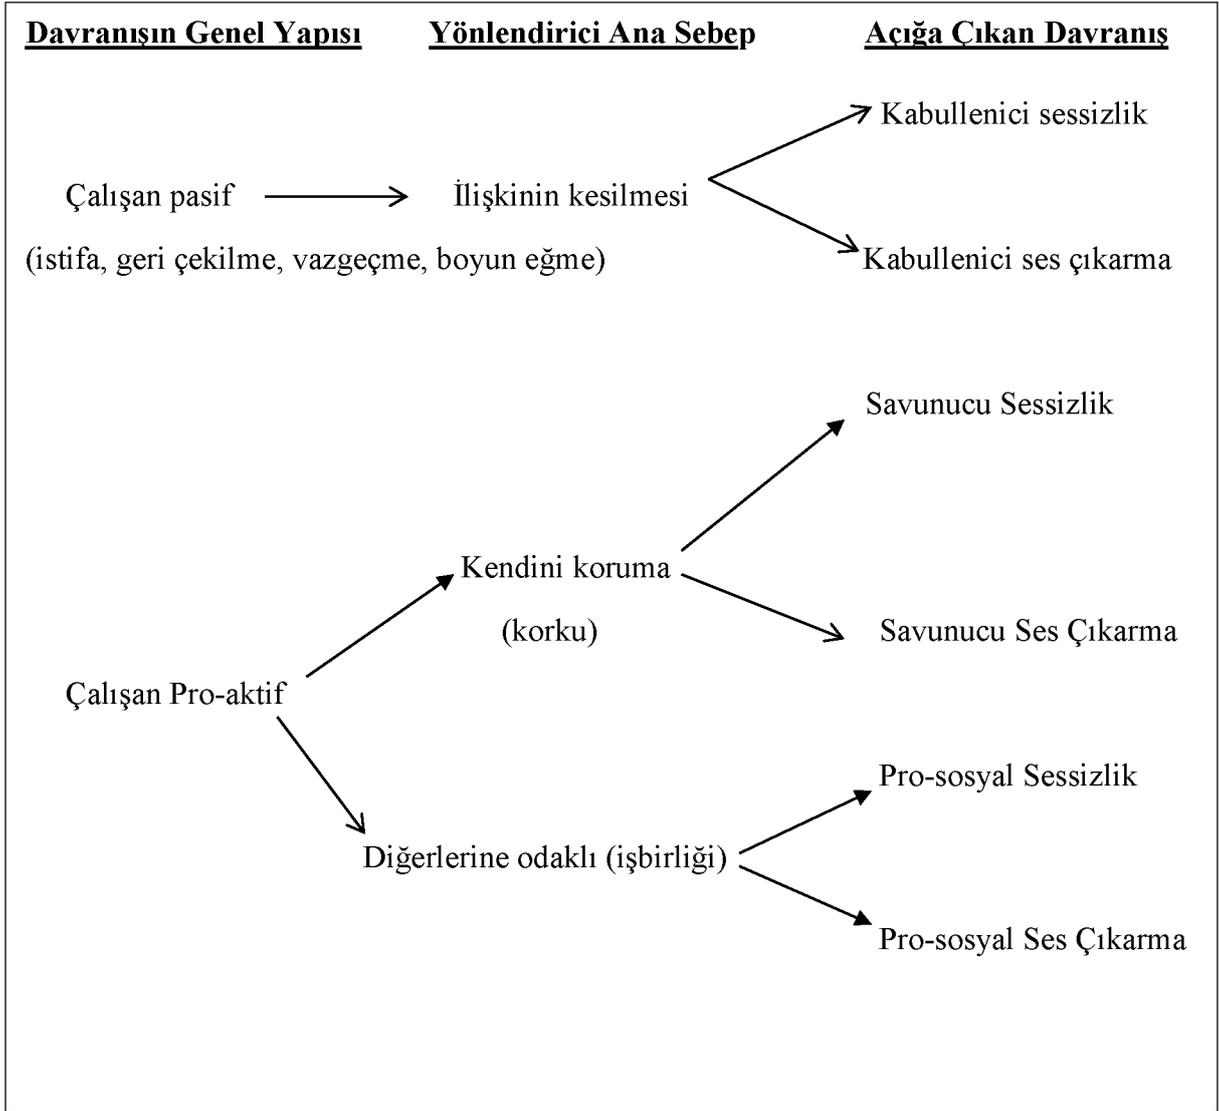 Davranışın Genel Yapısı Yönlendirici Ana Sebep Açığa Çıkan Davranış
Kabullenici sessizlik
Çalışan pasif İlişkinin kesilmesi
(istifa, geri çekilme, vazgeçme, boyun eğme) Kabullenici ses çıkarma
Savunucu Sessizlik
Kendini koruma
(korku) Savunucu Ses Çıkarma
Çalışan Pro-aktif
Pro-sosyal Sessizlik
Diğerlerine odaklı (işbirliği)
Pro-sosyal Ses Çıkarma